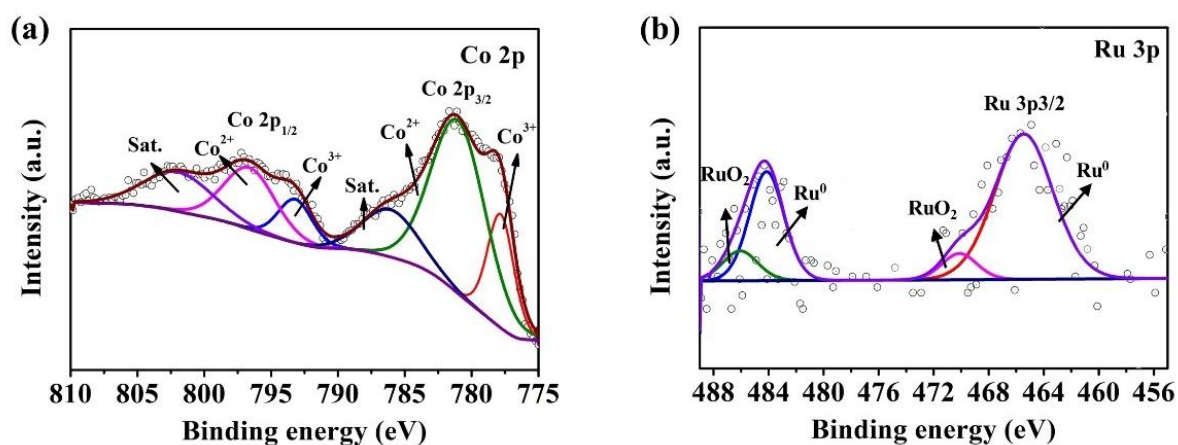 (a)
Co 2p
Co 2p₃/₂
Co 2p₁/₂
Sat.
Co²⁺
Co³⁺
Sat.
Co²⁺
Co³⁺
Intensity (a.u.)
810 805 800 795 790 785 780 775
Binding energy (eV)
(b)
Ru 3p
Ru 3p3/2
RuO₂
Ru⁰
RuO₂
Ru⁰
Intensity (a.u.)
488 484 480 476 472 468 464 460 456
Binding energy (eV)